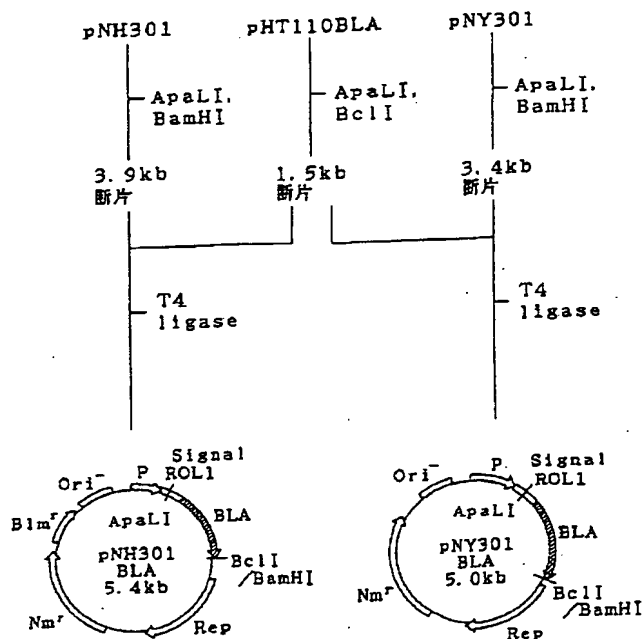 pNH301
pHT110BLA
pNY301
ApaLI,
BamHI
ApaLI,
BclI
ApaLI,
BamHI
3.9kb
断片
1.5kb
断片
3.4kb
断片
T4
ligase
T4
ligase
Signal
P
ROL1
Ori⁻
ApaLI
BLA
Blmʳ
pNH301
BLA
5.4kb
BclI
/BamHI
Nmʳ
Rep
Signal
P
ROL1
Ori⁻
ApaLI
BLA
pNY301
BLA
5.0kb
BclI
/BamHI
Nmʳ
Rep